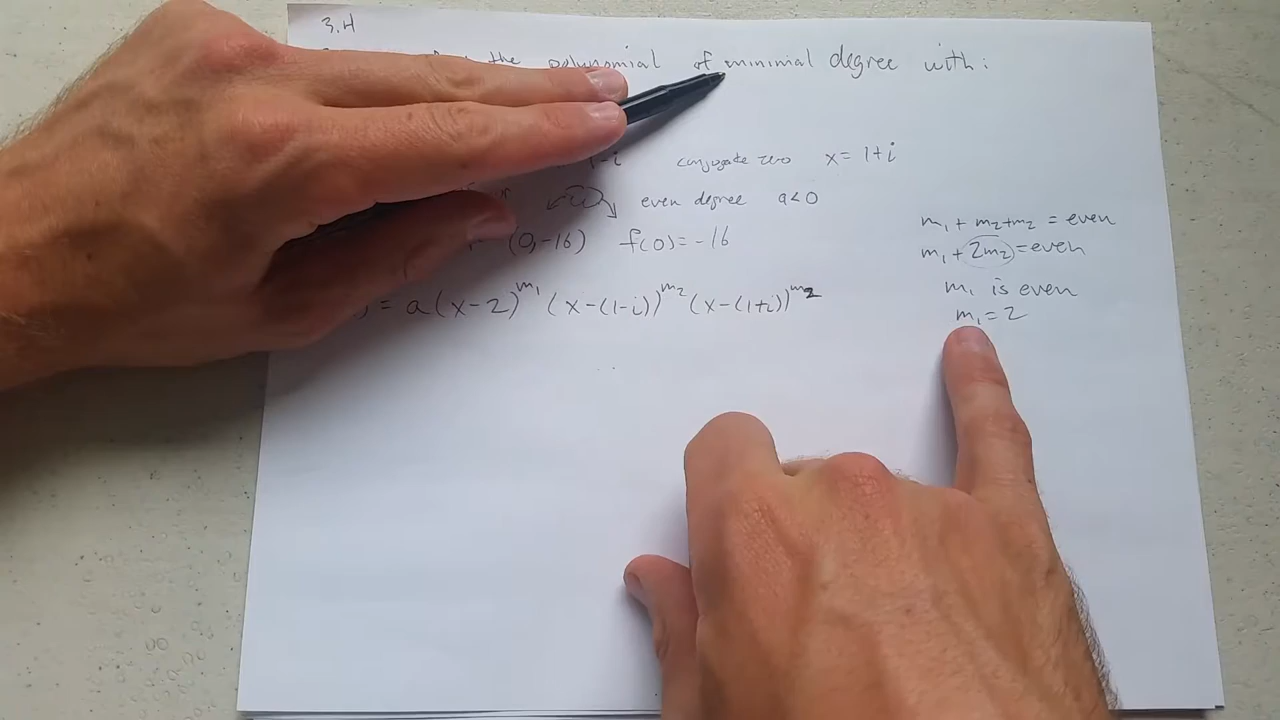 3.H
the polynomial of minimal degree with:
1-i conjugate zero x = 1+i
even degree a<0
(0,-16) f(0) = -16
m₁ + m₂+m₂ = even
m₁ + 2m₂ = even
m₁ is even
m₁ = 2
) = a(x-2)^m₁ (x-(1-i))^m₂ (x-(1+i))^m₂